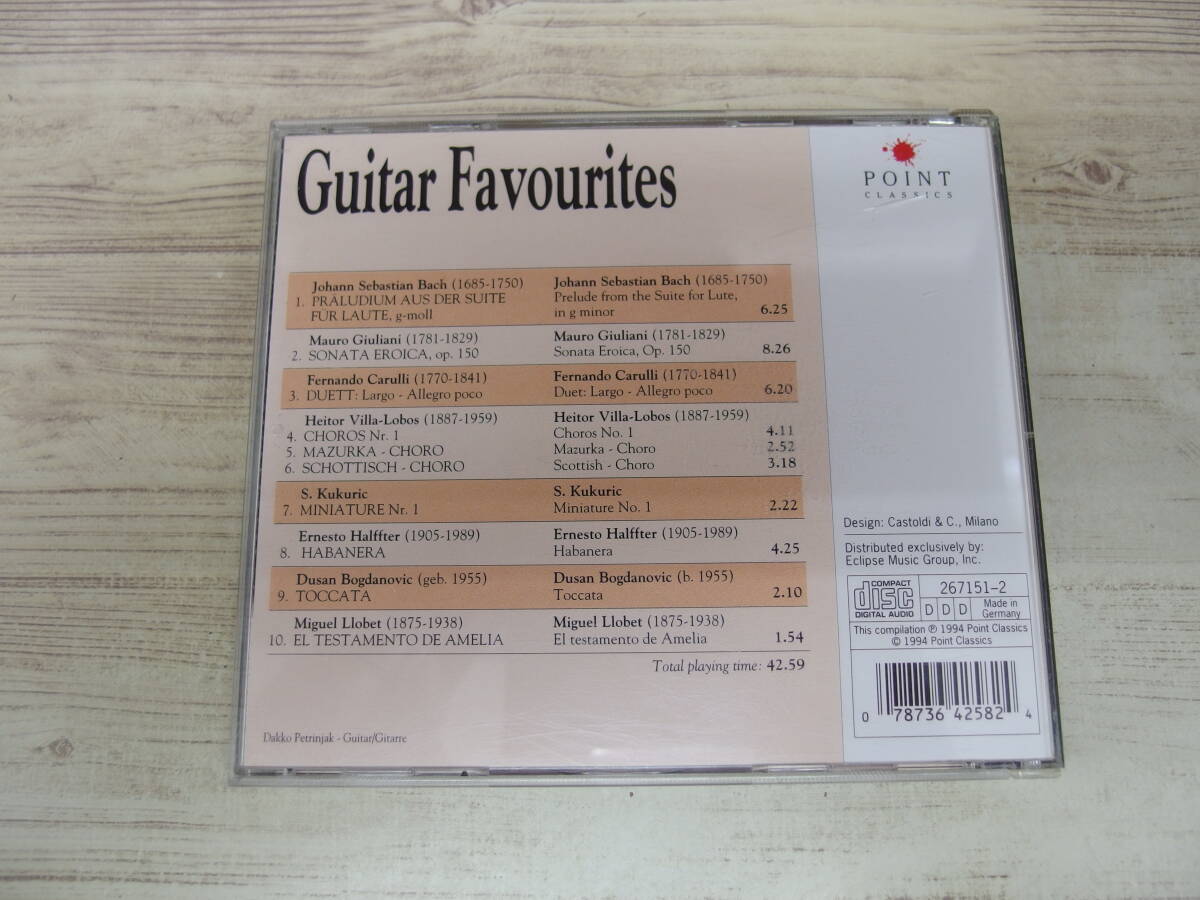 Guitar Favourites
Johann Sebastian Bach (1685-1750)
1. PRÄLUDIUM AUS DER SUITE
FÜR LAUTE, g-moll
Johann Sebastian Bach (1685-1750)
Prelude from the Suite for Lute,
in g minor 6.25
Mauro Giuliani (1781-1829)
2. SONATA EROICA, op. 150
Mauro Giuliani (1781-1829)
Sonata Eroica, Op. 150 8.26
Fernando Carulli (1770-1841)
3. DUETT: Largo - Allegro poco
Fernando Carulli (1770-1841)
Duet: Largo - Allegro poco 6.20
Heitor Villa-Lobos (1887-1959)
4. CHOROS Nr. 1
5. MAZURKA - CHORO
6. SCHOTTISCH - CHORO
Heitor Villa-Lobos (1887-1959)
Choros No. 1 4.11
Mazurka - Choro 2.52
Scottish - Choro 3.18
S. Kukuric
7. MINIATURE Nr. 1
S. Kukuric
Miniature No. 1 2.22
Ernesto Halffter (1905-1989)
8. HABANERA
Ernesto Halffter (1905-1989)
Habanera 4.25
Dusan Bogdanovic (geb. 1955)
9. TOCCATA
Dusan Bogdanovic (b. 1955)
Toccata 2.10
Miguel Llobet (1875-1938)
10. EL TESTAMENTO DE AMELIA
Miguel Llobet (1875-1938)
El testamento de Amelia 1.54
Total playing time: 42.59
Dakko Petrinjak - Guitar/Gitarre
POINT
CLASSICS
Design: Castoldi & C., Milano
Distributed exclusively by:
Eclipse Music Group, Inc.
COMPACT
disc
DIGITAL AUDIO
267151-2
D D D
Made in
Germany
This compilation ℗ 1994 Point Classics
© 1994 Point Classics
0 78736 42582 4